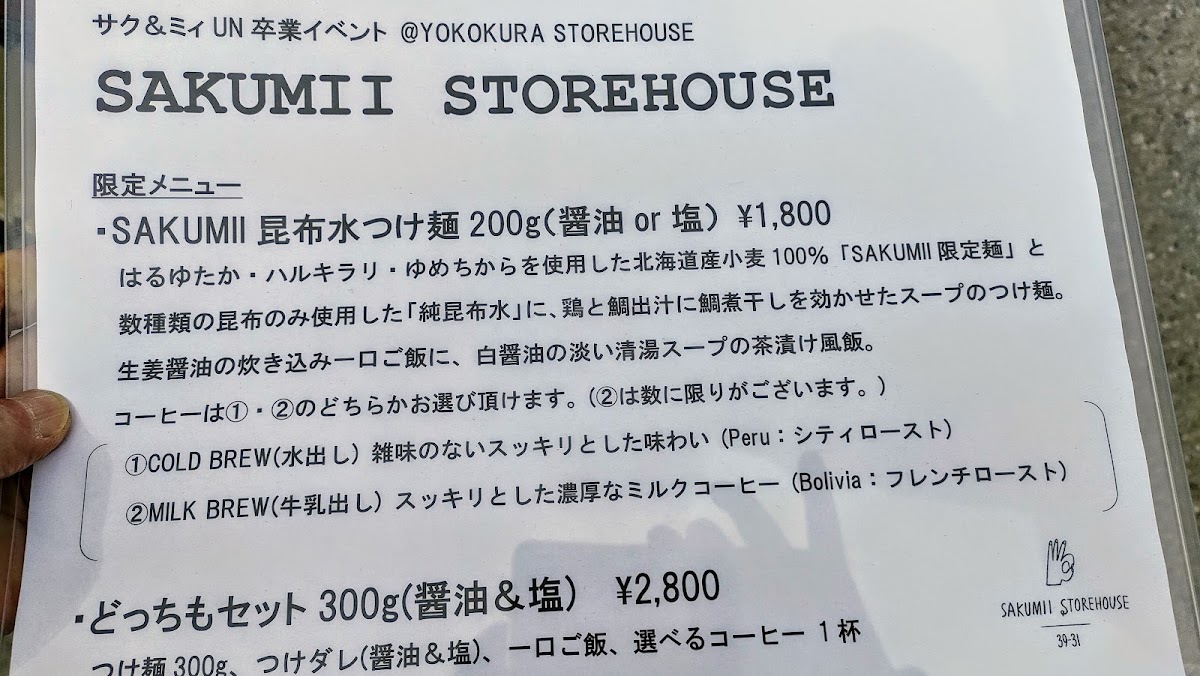 サク＆ミィUN 卒業イベント @YOKOKURA STOREHOUSE
SAKUMII STOREHOUSE
限定メニュー
・SAKUMII 昆布水つけ麺 200g(醤油 or 塩) ¥1,800
はるゆたか・ハルキラリ・ゆめちからを使用した北海道産小麦100%「SAKUMII 限定麺」と
数種類の昆布のみ使用した「純昆布水」に、鶏と鯛出汁に鯛煮干しを効かせたスープのつけ麺。
生姜醤油の炊き込み一口ご飯に、白醤油の淡い清湯スープの茶漬け風飯。
コーヒーは①・②のどちらかお選び頂けます。(②は数に限りがございます。)
①COLD BREW(水出し) 雑味のないスッキリとした味わい (Peru：シティロースト)
②MILK BREW(牛乳出し) スッキリとした濃厚なミルクコーヒー (Bolivia：フレンチロースト)
・どっちもセット 300g(醤油＆塩) ¥2,800
つけ麺 300g、つけダレ(醤油＆塩)、一口ご飯、選べるコーヒー 1杯
SAKUMII STOREHOUSE
39-31